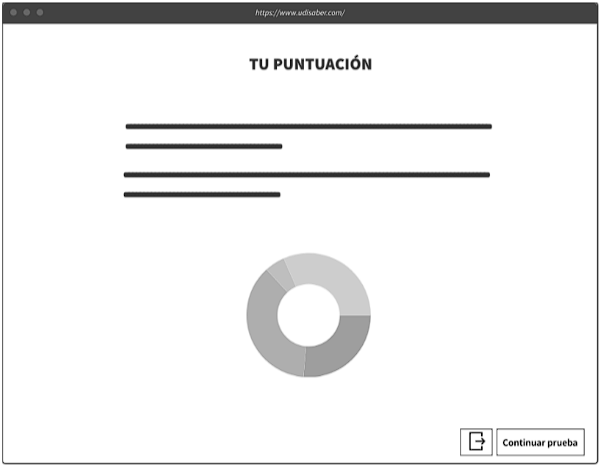 https://www.udisaber.com/
TU PUNTUACIÓN
Continuar prueba